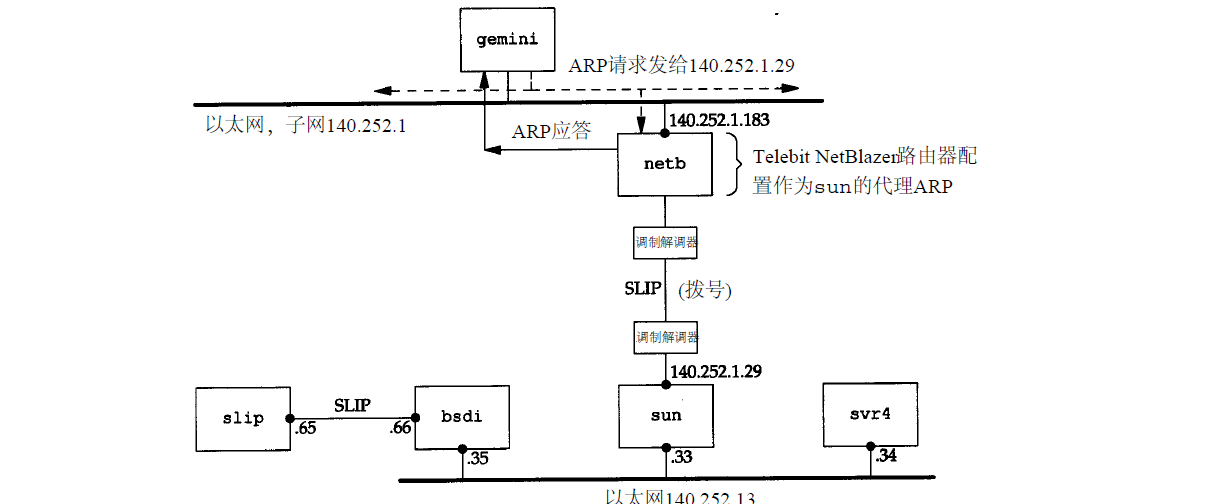 gemini
ARP请求发给140.252.1.29
以太网，子网140.252.1
ARP应答
140.252.1.183
netb
Telebit NetBlazer路由器配
置作为sun的代理ARP
调制解调器
SLIP (拨号)
调制解调器
140.252.1.29
slip
SLIP
bsdi
sun
svr4
.65
.66
.35
.33
.34
以太网140.252.13